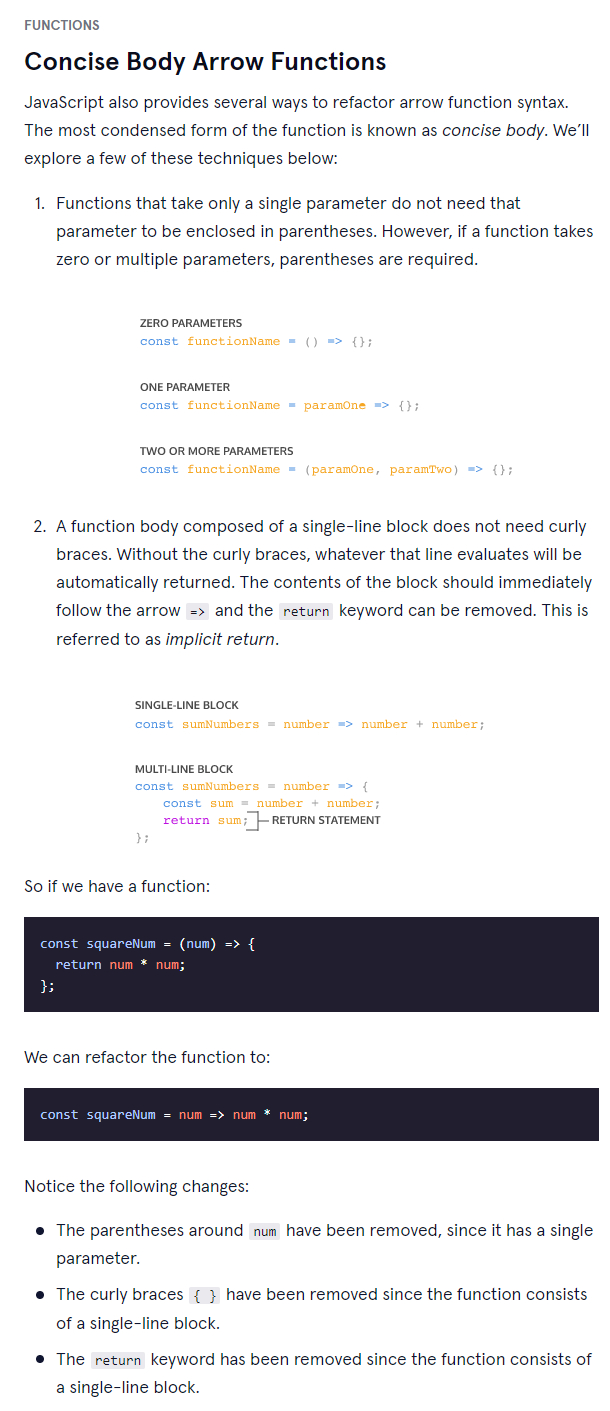 FUNCTIONS
Concise Body Arrow Functions
JavaScript also provides several ways to refactor arrow function syntax.
The most condensed form of the function is known as concise body. We’ll
explore a few of these techniques below:
1. Functions that take only a single parameter do not need that
parameter to be enclosed in parentheses. However, if a function takes
zero or multiple parameters, parentheses are required.
ZERO PARAMETERS
const functionName = () => {};
ONE PARAMETER
const functionName = paramOne => {};
TWO OR MORE PARAMETERS
const functionName = (paramOne, paramTwo) => {};
2. A function body composed of a single-line block does not need curly
braces. Without the curly braces, whatever that line evaluates will be
automatically returned. The contents of the block should immediately
follow the arrow => and the return keyword can be removed. This is
referred to as implicit return.
SINGLE-LINE BLOCK
const sumNumbers = number => number + number;
MULTI-LINE BLOCK
const sumNumbers = number => {
const sum = number + number;
return sum; RETURN STATEMENT
};
So if we have a function:
const squareNum = (num) => {
return num * num;
};
We can refactor the function to:
const squareNum = num => num * num;
Notice the following changes:
• The parentheses around num have been removed, since it has a single
parameter.
• The curly braces { } have been removed since the function consists
of a single-line block.
• The return keyword has been removed since the function consists of
a single-line block.